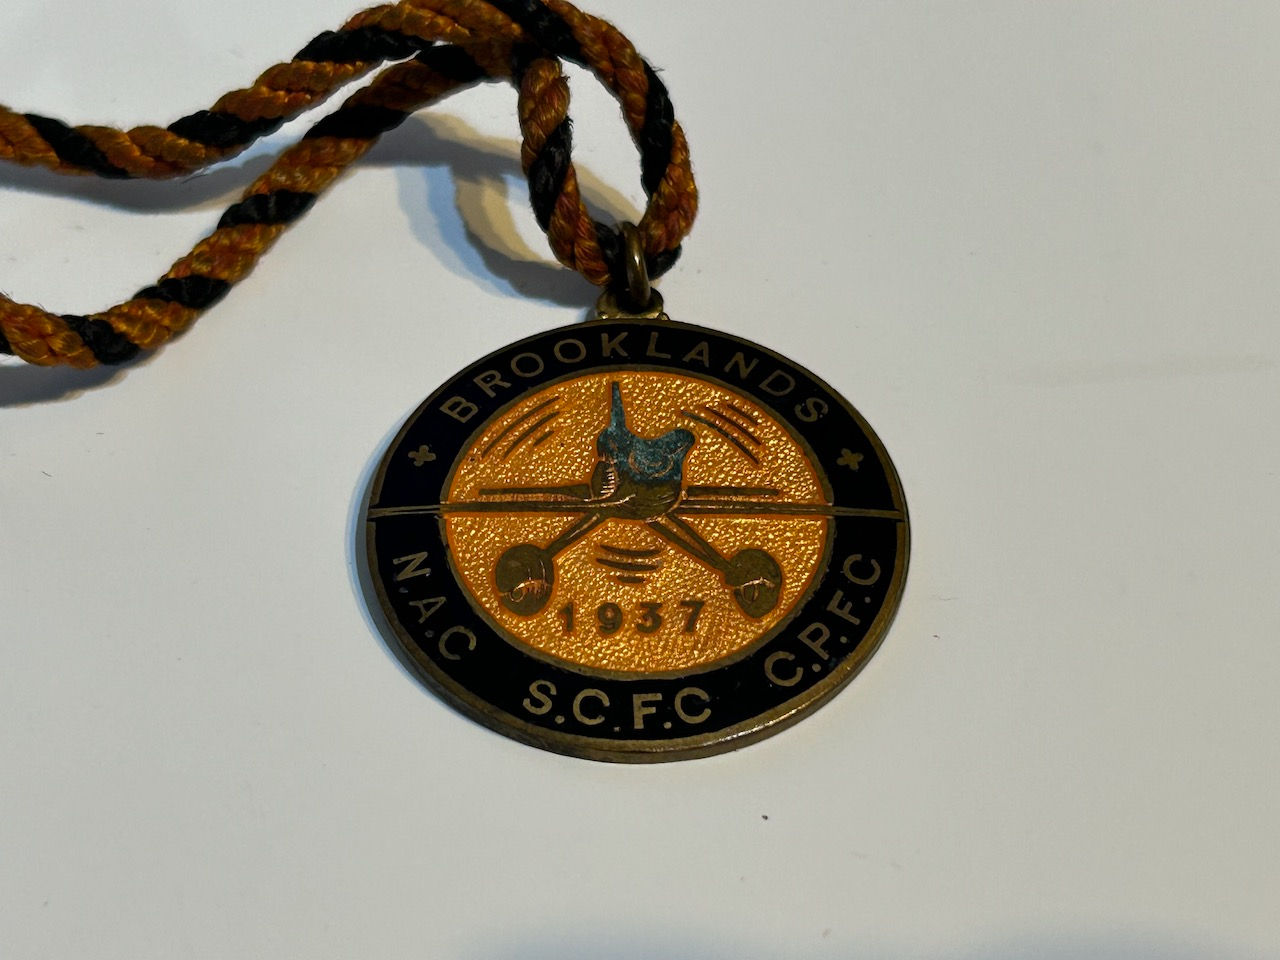 BROOKLANDS
1937
N.A.C S.C.F.C C.P.F.C